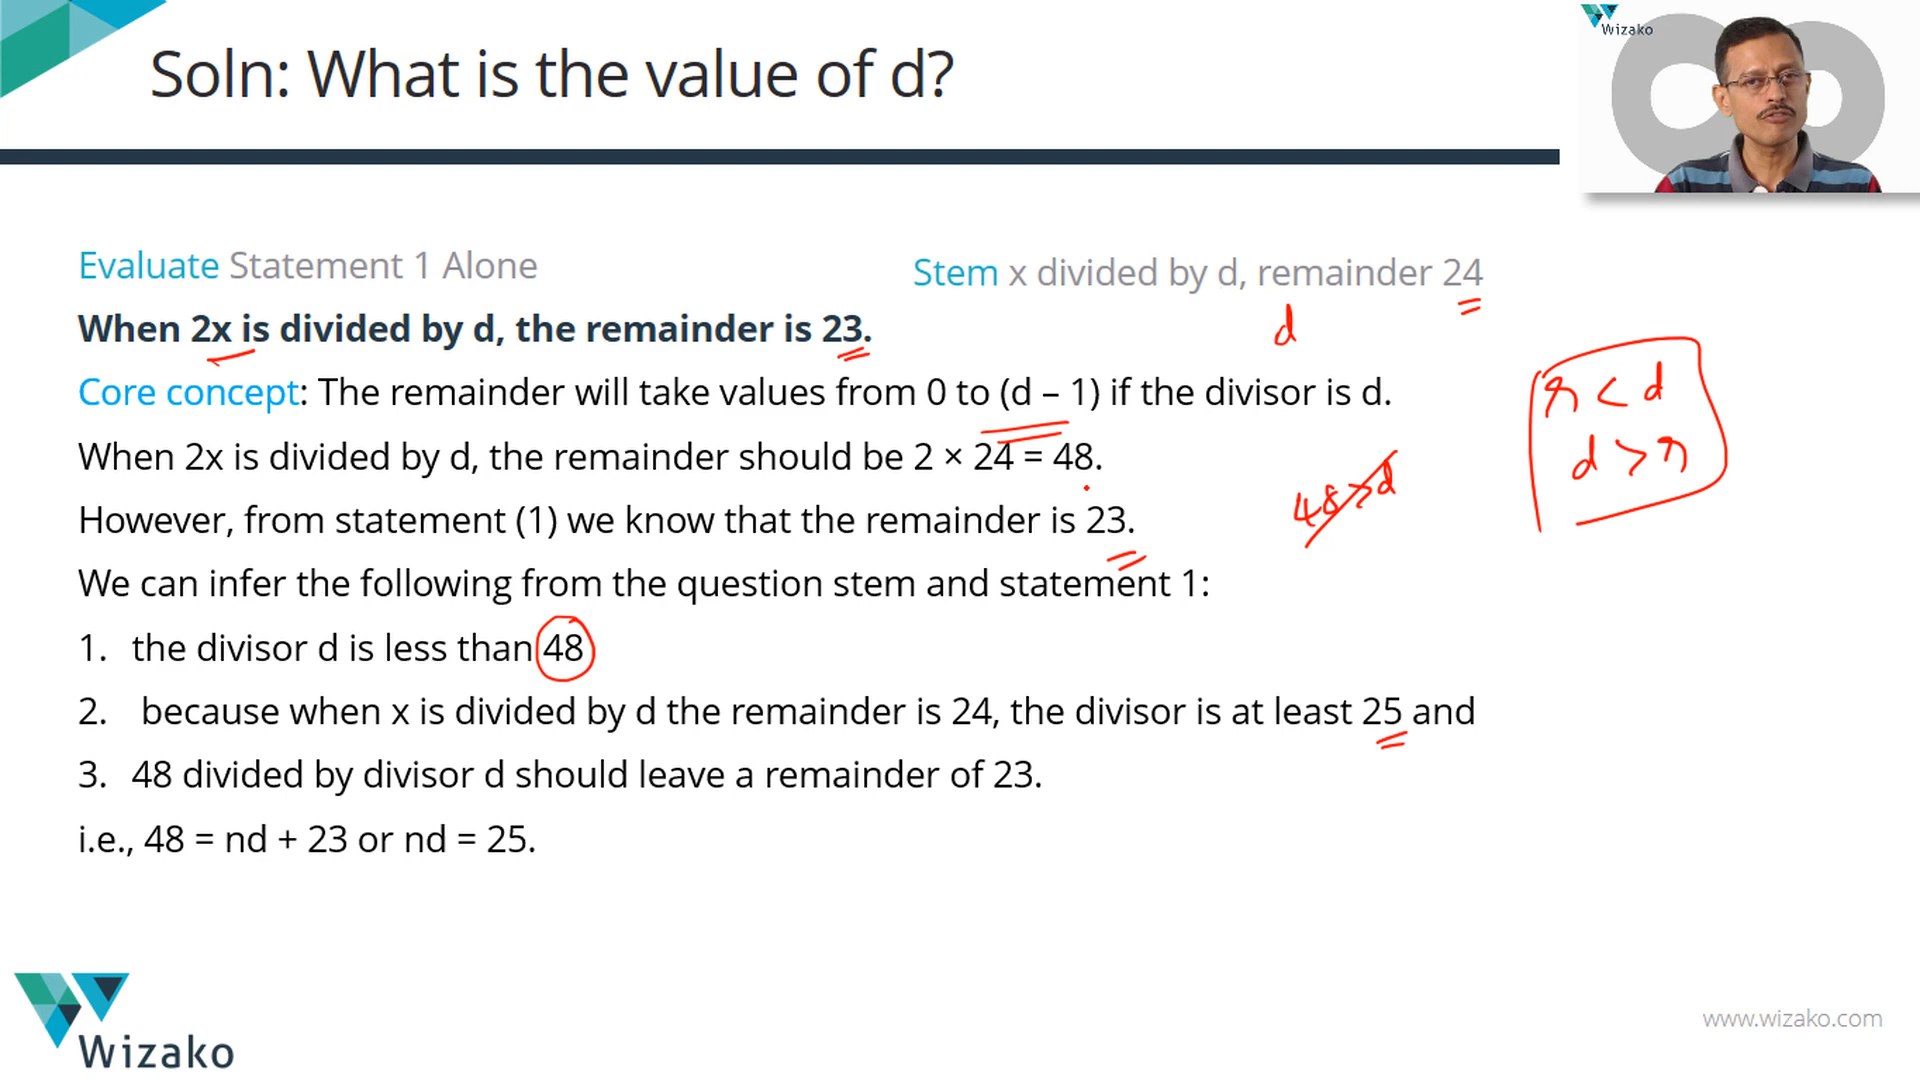 Wizako
Soln: What is the value of d?
Evaluate Statement 1 Alone
Stem x divided by d, remainder 24
d
When 2x is divided by d, the remainder is 23.
Core concept: The remainder will take values from 0 to (d – 1) if the divisor is d.
r < d
When 2x is divided by d, the remainder should be 2 × 24 = 48.
d > r
48 > d
However, from statement (1) we know that the remainder is 23.
We can infer the following from the question stem and statement 1:
1. the divisor d is less than 48
2. because when x is divided by d the remainder is 24, the divisor is at least 25 and
3. 48 divided by divisor d should leave a remainder of 23.
i.e., 48 = nd + 23 or nd = 25.
www.wizako.com
Wizako